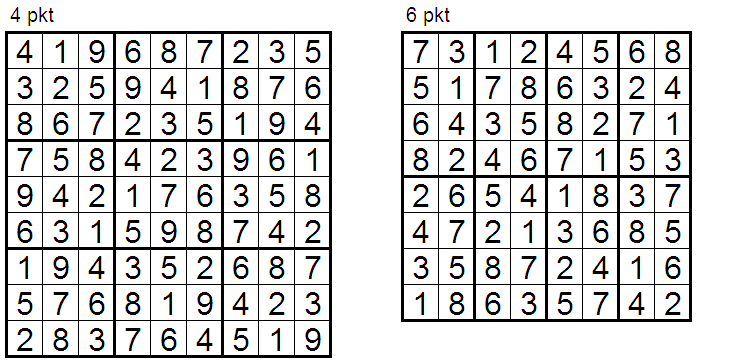 4 pkt
4 1 9 6 8 7 2 3 5
3 2 5 9 4 1 8 7 6
8 6 7 2 3 5 1 9 4
7 5 8 4 2 3 9 6 1
9 4 2 1 7 6 3 5 8
6 3 1 5 9 8 7 4 2
1 9 4 3 5 2 6 8 7
5 7 6 8 1 9 4 2 3
2 8 3 7 6 4 5 1 9
6 pkt
7 3 1 2 4 5 6 8
5 1 7 8 6 3 2 4
6 4 3 5 8 2 7 1
8 2 4 6 7 1 5 3
2 6 5 4 1 8 3 7
4 7 2 1 3 6 8 5
3 5 8 7 2 4 1 6
1 8 6 3 5 7 4 2